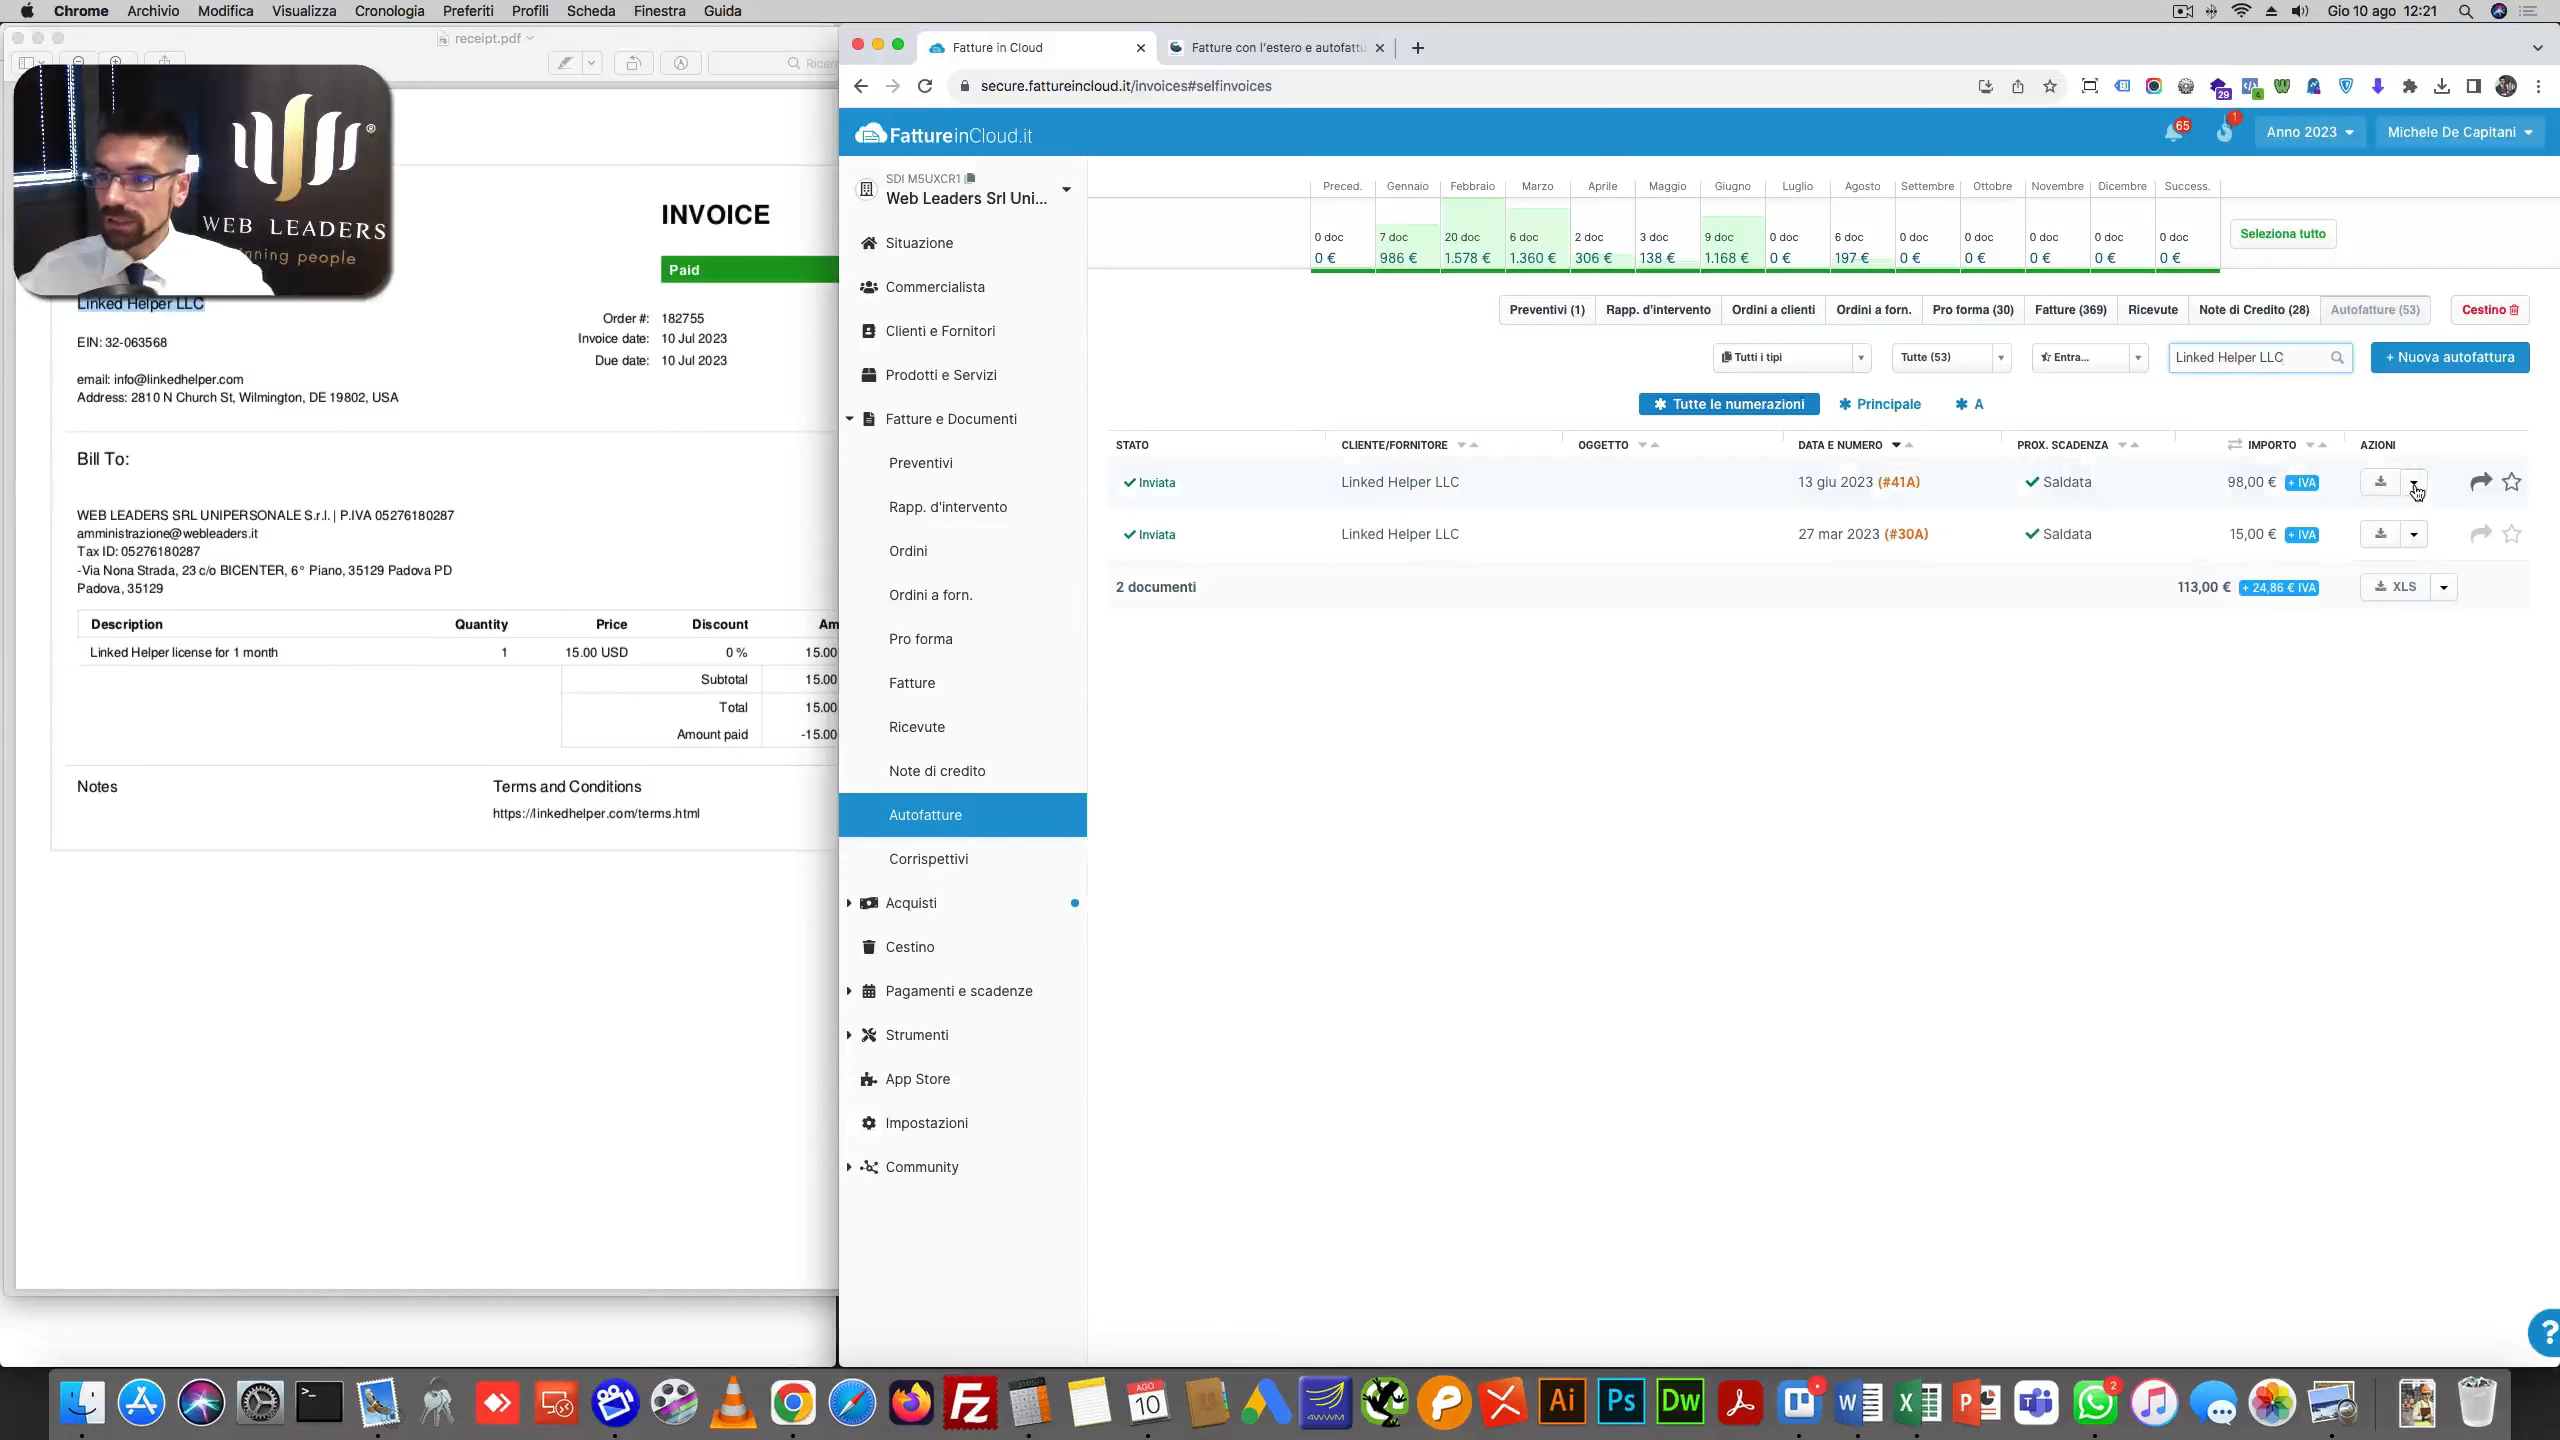 Chrome Archivio Modifica Visualizza Cronologia Preferiti Profili Scheda Finestra Guida
Gio 10 ago 12:21
receipt.pdf
WEB LEADERS
INVOICE
Paid
Linked Helper LLC
EIN: 32-063568
email: info@linkedhelper.com
Address: 2810 N Church St, Wilmington, DE 19802, USA
Order #: 182755
Invoice date: 10 Jul 2023
Due date: 10 Jul 2023
Bill To:
WEB LEADERS SRL UNIPERSONALE S.r.l. | P.IVA 05276180287
amministrazione@webleaders.it
Tax ID: 05276180287
-Via Nona Strada, 23 c/o BICENTER, 6° Piano, 35129 Padova PD
Padova, 35129
Description Quantity Price Discount Am
Linked Helper license for 1 month 1 15.00 USD 0 % 15.00
Subtotal 15.00
Total 15.00
Amount paid -15.00
Notes
Terms and Conditions
https://linkedhelper.com/terms.html
Fatture in Cloud
Fatture con l'estero e autofattu
secure.fattureincloud.it/invoices#selfinvoices
29
4
FattureinCloud.it
65
1
Anno 2023
Michele De Capitani
SDI M5UXCR1
Web Leaders Srl Uni...
Situazione
Commercialista
Clienti e Fornitori
Prodotti e Servizi
Fatture e Documenti
Preventivi
Rapp. d'intervento
Ordini
Ordini a forn.
Pro forma
Fatture
Ricevute
Note di credito
Autofatture
Corrispettivi
Acquisti
Cestino
Pagamenti e scadenze
Strumenti
App Store
Impostazioni
Community
Preced. Gennaio Febbraio Marzo Aprile Maggio Giugno Luglio Agosto Settembre Ottobre Novembre Dicembre Success.
0 doc 7 doc 20 doc 6 doc 2 doc 3 doc 9 doc 0 doc 6 doc 0 doc 0 doc 0 doc 0 doc 0 doc
0 € 986 € 1.578 € 1.360 € 306 € 138 € 1.168 € 0 € 197 € 0 € 0 € 0 € 0 € 0 €
Seleziona tutto
Preventivi (1) Rapp. d'intervento Ordini a clienti Ordini a forn. Pro forma (30) Fatture (369) Ricevute Note di Credito (28) Autofatture (53) Cestino
Tutti i tipi Tutte (53) Entra... Linked Helper LLC + Nuova autofattura
Tutte le numerazioni Principale A
STATO CLIENTE/FORNITORE OGGETTO DATA E NUMERO PROX. SCADENZA IMPORTO AZIONI
Inviata Linked Helper LLC 13 giu 2023 (#41A) Saldata 98,00 € + IVA
Inviata Linked Helper LLC 27 mar 2023 (#30A) Saldata 15,00 € + IVA
2 documenti 113,00 € + 24,86 € IVA XLS
?
FZ
AGO
10
4WWM
Ai
Ps
Dw
2